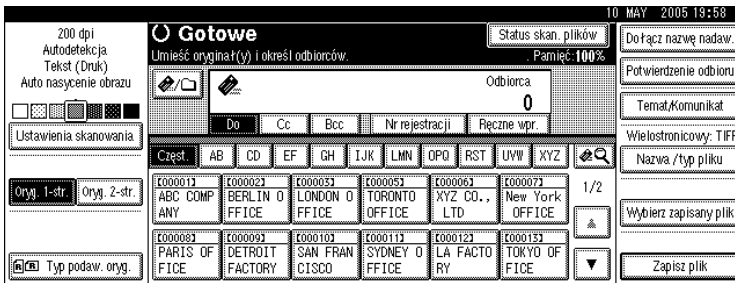 10 MAY 2005 19:58
200 dpi
Autodetekcja
Tekst (Druk)
Auto nasycenie obrazu
Ustawienia skanowania
Oryg. 1-str. Oryg. 2-str.
R R Typ podaw. oryg.
Gotowe
Status skan. plików
Umieść oryginał(y) i określ odbiorców.
. Pamięć:100%
Odbiorca
0
Do Cc Bcc Nr rejestracji Ręczne wpr.
Częst. AB CD EF GH IJK LMN OPQ RST UVW XYZ
[00001] [00002] [00003] [00005] [00006] [00007]
ABC COMP BERLIN O LONDON O TORONTO XYZ CO., New York
ANY FFICE FFICE OFFICE LTD OFFICE
1/2
[00008] [00009] [00010] [00011] [00012] [00013]
PARIS OF DETROIT SAN FRAN SYDNEY O LA FACTO TOKYO OF
FICE FACTORY CISCO FFICE RY FICE
Dołącz nazwę nadaw.
Potwierdzenie odbioru
Temat/Komunikat
Wielostronicowy: TIFF
Nazwa /typ pliku
Wybierz zapisany plik
Zapisz plik